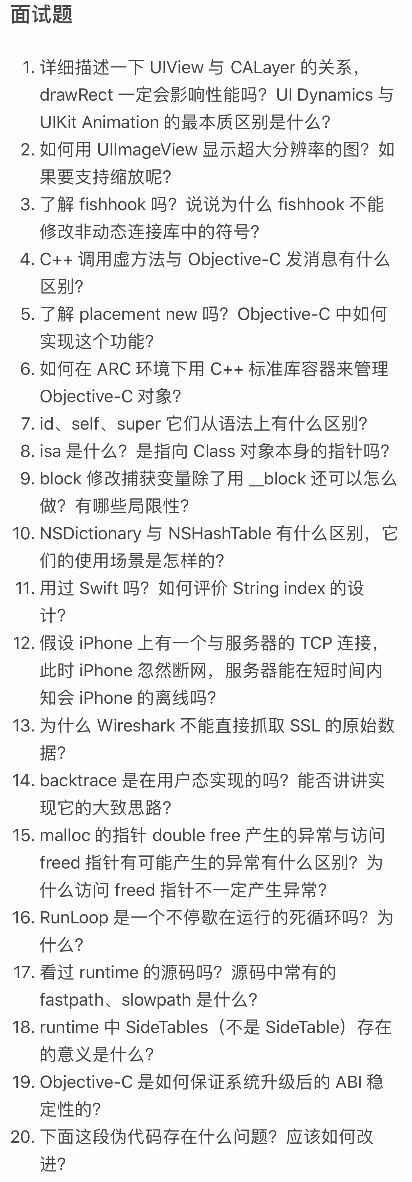 面试题
1. 详细描述一下 UIView 与 CALayer 的关系，
drawRect 一定会影响性能吗？UI Dynamics 与
UIKit Animation 的最本质区别是什么？
2. 如何用 UIImageView 显示超大分辨率的图？如
果要支持缩放呢？
3. 了解 fishhook 吗？说说为什么 fishhook 不能
修改非动态连接库中的符号？
4. C++ 调用虚方法与 Objective-C 发消息有什么
区别？
5. 了解 placement new 吗？Objective-C 中如何
实现这个功能？
6. 如何在 ARC 环境下用 C++ 标准库容器来管理
Objective-C 对象？
7. id、self、super 它们从语法上有什么区别？
8. isa 是什么？是指向 Class 对象本身的指针吗？
9. block 修改捕获变量除了用 __block 还可以怎么
做？有哪些局限性？
10. NSDictionary 与 NSHashTable 有什么区别，它
们的使用场景是怎样的？
11. 用过 Swift 吗？如何评价 String index 的设
计？
12. 假设 iPhone 上有一个与服务器的 TCP 连接，
此时 iPhone 忽然断网，服务器能在短时间内
知会 iPhone 的离线吗？
13. 为什么 Wireshark 不能直接抓取 SSL 的原始数
据？
14. backtrace 是在用户态实现的吗？能否讲讲实
现它的大致思路？
15. malloc 的指针 double free 产生的异常与访问
freed 指针有可能产生的异常有什么区别？为
什么访问 freed 指针不一定产生异常？
16. RunLoop 是一个不停歇在运行的死循环吗？为
什么？
17. 看过 runtime 的源码吗？源码中常有的
fastpath、slowpath 是什么？
18. runtime 中 SideTables（不是 SideTable）存在
的意义是什么？
19. Objective-C 是如何保证系统升级后的 ABI 稳
定性的？
20. 下面这段伪代码存在什么问题？应该如何改
进？